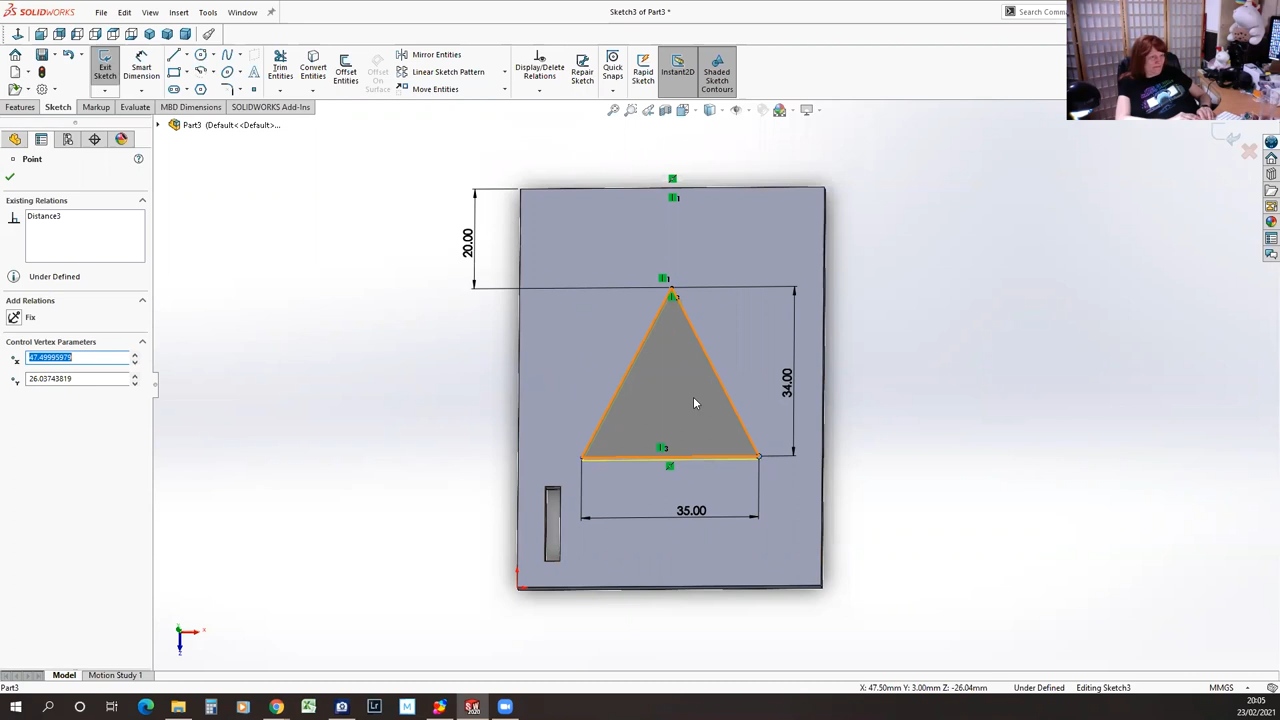 SOLIDWORKS File Edit View Insert Tools Window Sketch3 of Part3 * Search Comm
Exit Sketch
Smart Dimension
Trim Entities
Convert Entities
Offset Entities
Offset On Surface
Mirror Entities
Linear Sketch Pattern
Move Entities
Display/Delete Relations
Repair Sketch
Quick Snaps
Rapid Sketch
Instant2D
Shaded Sketch Contours
Features Sketch Markup Evaluate MBD Dimensions SOLIDWORKS Add-Ins
Part3 (Default<<Default>...
Point
Existing Relations
Distance3
Under Defined
Add Relations
Fix
Control Vertex Parameters
47.49995979
26.03743819
20.00
34.00
35.00
Model Motion Study 1
Part3 X: 47.50mm Y: 3.00mm Z: -26.04mm Under Defined Editing Sketch3 MMGS
20:05
23/02/2021